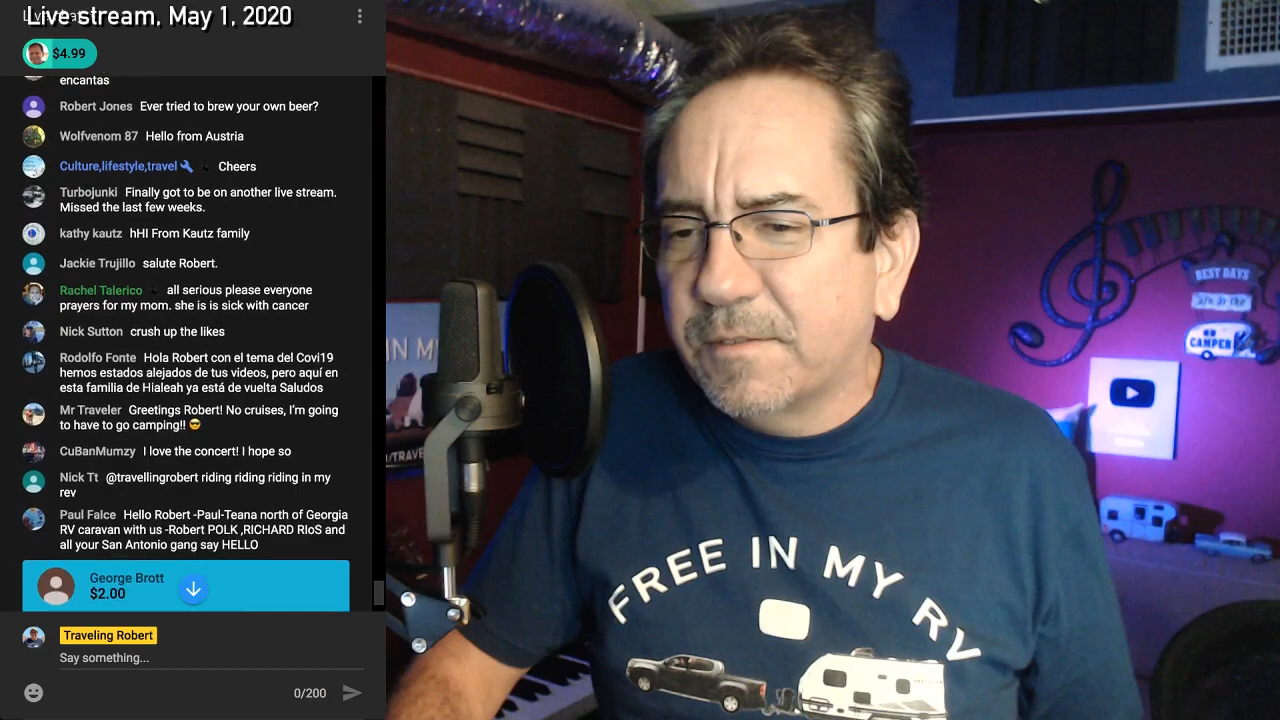 Live stream, May 1, 2020
$4.99
encantas
Robert Jones Ever tried to brew your own beer?
Wolfvenom 87 Hello from Austria
Culture,lifestyle,travel Cheers
Turbojunki Finally got to be on another live stream.
Missed the last few weeks.
kathy kautz hHI From Kautz family
Jackie Trujillo salute Robert.
Rachel Talerico all serious please everyone
prayers for my mom. she is is sick with cancer
Nick Sutton crush up the likes
Rodolfo Fonte Hola Robert con el tema del Covi19
hemos estados alejados de tus videos, pero aquí en
esta familia de Hialeah ya está de vuelta Saludos
Mr Traveler Greetings Robert! No cruises, I'm going
to have to go camping!! 😎
CuBanMumzy I love the concert! I hope so
Nick Tt @travellingrobert riding riding riding in my
rev
Paul Falce Hello Robert -Paul-Teana north of Georgia
RV caravan with us -Robert POLK ,RICHARD RIoS and
all your San Antonio gang say HELLO
George Brott
$2.00
Traveling Robert
Say something...
0/200
IN MY
/TRAVE
FREE IN MY RV
BEST DAYS
CAMPER